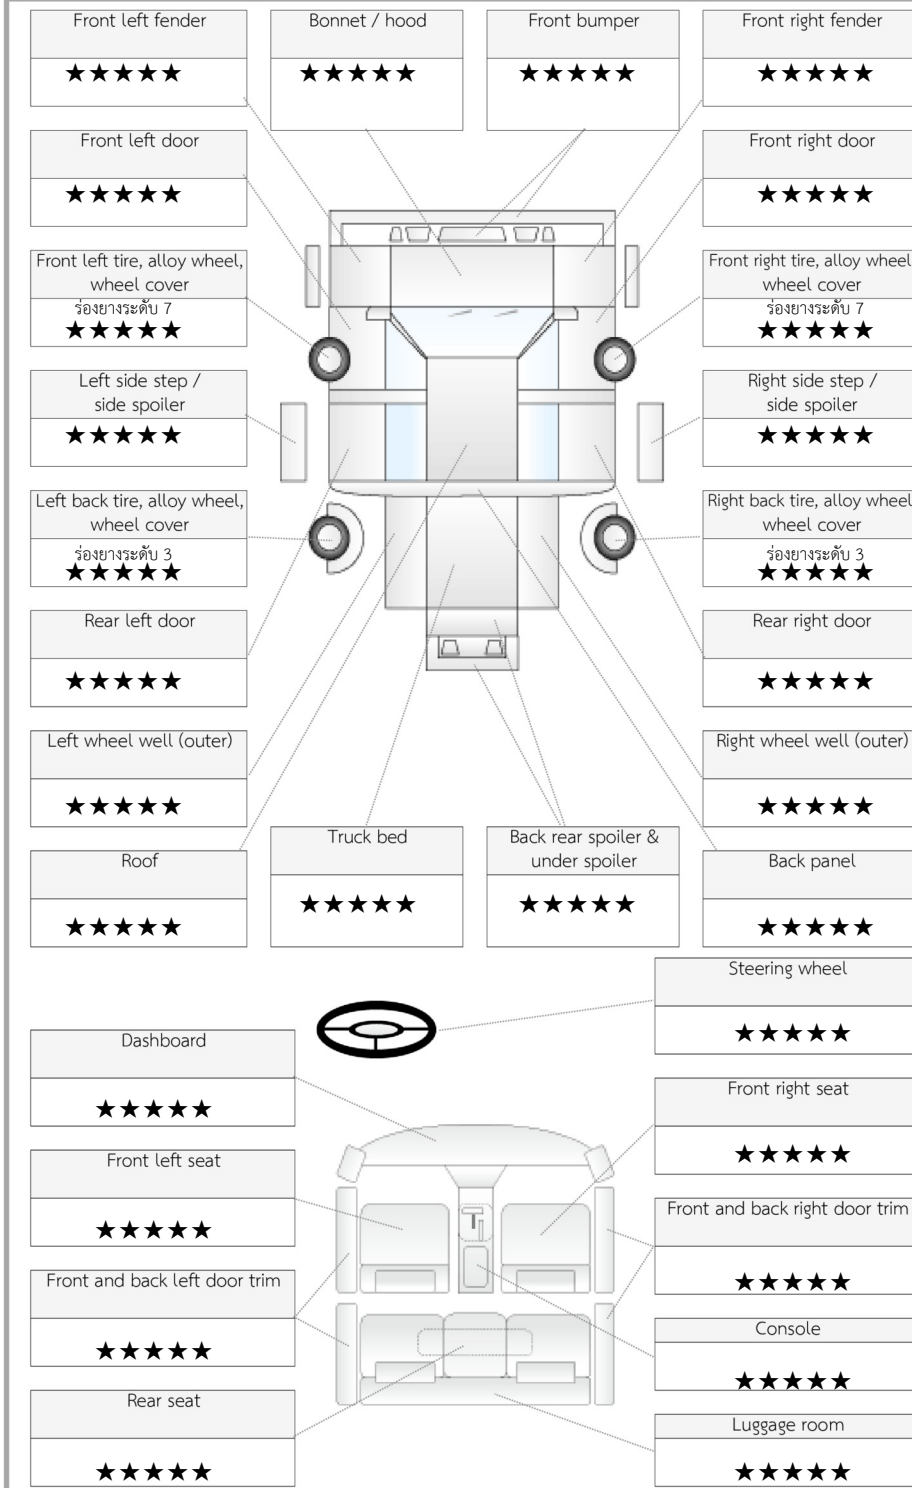 Front left fender
★★★★★
Bonnet / hood
★★★★★
Front bumper
★★★★★
Front right fender
★★★★★
Front left door
★★★★★
Front right door
★★★★★
Front left tire, alloy wheel,
wheel cover
ร่องยางระดับ 7
★★★★★
Front right tire, alloy wheel
wheel cover
ร่องยางระดับ 7
★★★★★
Left side step /
side spoiler
★★★★★
Right side step /
side spoiler
★★★★★
Left back tire, alloy wheel,
wheel cover
ร่องยางระดับ 3
★★★★★
Right back tire, alloy wheel
wheel cover
ร่องยางระดับ 3
★★★★★
Rear left door
★★★★★
Rear right door
★★★★★
Left wheel well (outer)
★★★★★
Right wheel well (outer)
★★★★★
Roof
★★★★★
Truck bed
★★★★★
Back rear spoiler &
under spoiler
★★★★★
Back panel
★★★★★
Steering wheel
★★★★★
Dashboard
★★★★★
Front right seat
★★★★★
Front left seat
★★★★★
Front and back right door trim
★★★★★
Front and back left door trim
★★★★★
Console
★★★★★
Rear seat
★★★★★
Luggage room
★★★★★